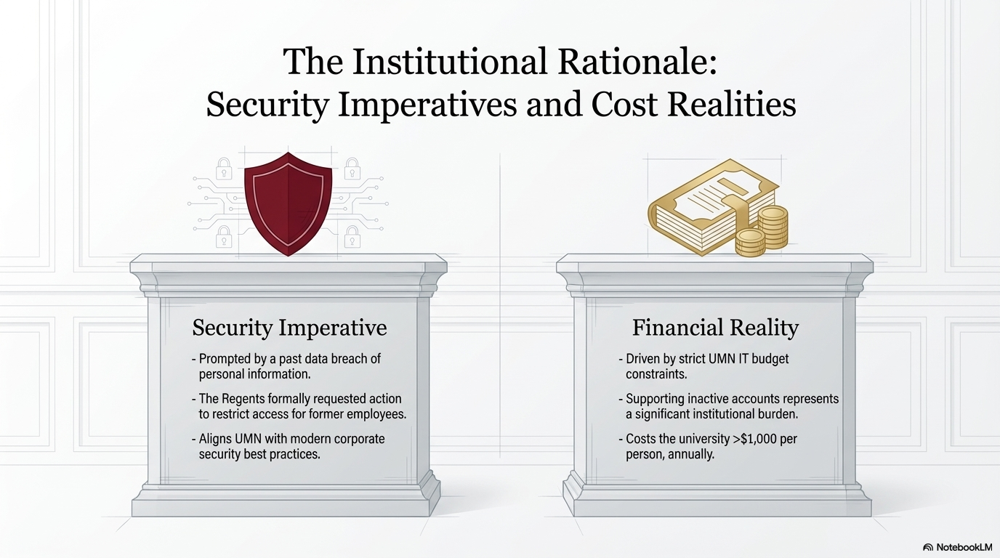 The Institutional Rationale:
Security Imperatives and Cost Realities
Security Imperative
- Prompted by a past data breach of
personal information.
- The Regents formally requested action
to restrict access for former employees.
- Aligns UMN with modern corporate
security best practices.
Financial Reality
- Driven by strict UMN IT budget
constraints.
- Supporting inactive accounts represents
a significant institutional burden.
- Costs the university >$1,000 per
person, annually.
NotebookLM